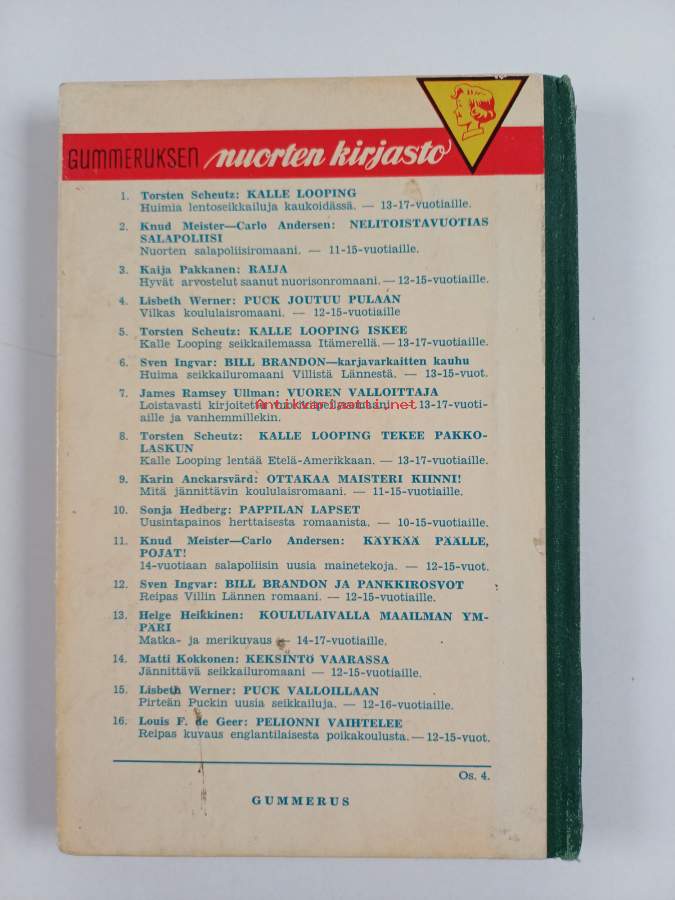 GUMMERUKSEN nuorten kirjasto
1. Torsten Scheutz: KALLE LOOPING
Huimia lentoseikkailuja kaukoidässä. — 13-17-vuotiaille.
2. Knud Meister—Carlo Andersen: NELITOISTAVUOTIAS
SALAPOLIISI
Nuorten salapoliisiromaani. — 11-15-vuotiaille.
3. Kaija Pakkanen: RAIJA
Hyvät arvostelut saanut nuorisonromaani. — 12-15-vuotiaille.
4. Lisbeth Werner: PUCK JOUTUU PULAAN
Vilkas koululaisromaani. — 12-15-vuotiaille
5. Torsten Scheutz: KALLE LOOPING ISKEE
Kalle Looping seikkailemassa Itämerellä. — 13-17-vuotiaille.
6. Sven Ingvar: BILL BRANDON—karjavarkaitten kauhu
Huima seikkailuromaani Villistä Lännestä. — 13-15-vuot.
7. James Ramsey Ullman: VUOREN VALLOITTAJA
Loistavasti kirjoitettu — 13-17-vuoti-
aille ja vanhemmillekin.
Antikvaplaatti.net
8. Torsten Scheutz: KALLE LOOPING TEKEE PAKKO-
LASKUN
Kalle Looping lentää Etelä-Amerikkaan. — 13-17-vuotiaille.
9. Karin Anckarsvärd: OTTAKAA MAISTERI KIINNI!
Mitä jännittävin koululaisromaani. — 11-15-vuotiaille.
10. Sonja Hedberg: PAPPILAN LAPSET
Uusintapainos herttaisesta romaanista. — 10-15-vuotiaille.
11. Knud Meister—Carlo Andersen: KÄYKÄÄ PÄÄLLE,
POJAT!
14-vuotiaan salapoliisin uusia mainetekoja. — 12-15-vuot.
12. Sven Ingvar: BILL BRANDON JA PANKKIROSVOT
Reipas Villin Lännen romaani. — 12-15-vuotiaille.
13. Helge Heikkinen: KOULULAIVALLA MAAILMAN YM-
PÄRI
Matka- ja merikuvaus — 14-17-vuotiaille.
14. Matti Kokkonen: KEKSINTÖ VAARASSA
Jännittävä seikkailuromaani — 12-15-vuotiaille.
15. Lisbeth Werner: PUCK VALLOILLAAN
Pirteän Puckin uusia seikkailuja. — 12-16-vuotiaille.
16. Louis F. de Geer: PELIONNI VAIHTELEE
Reipas kuvaus englantilaisesta poikakoulusta. — 12-15-vuot.
Os. 4.
GUMMERUS